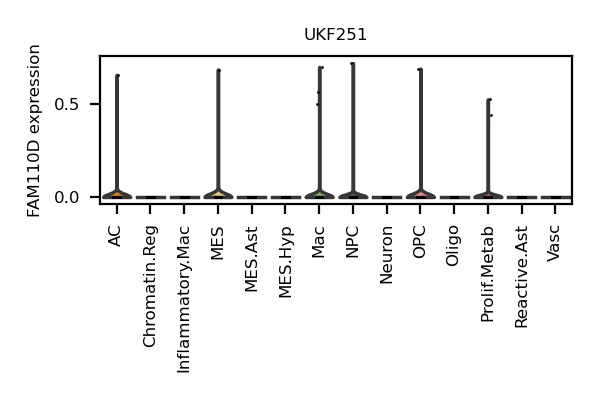 UKF251
FAM110D expression
0.5
0.0
AC
Chromatin.Reg
Inflammatory.Mac
MES
MES.Ast
MES.Hyp
Mac
NPC
Neuron
OPC
Oligo
Prolif.Metab
Reactive.Ast
Vasc